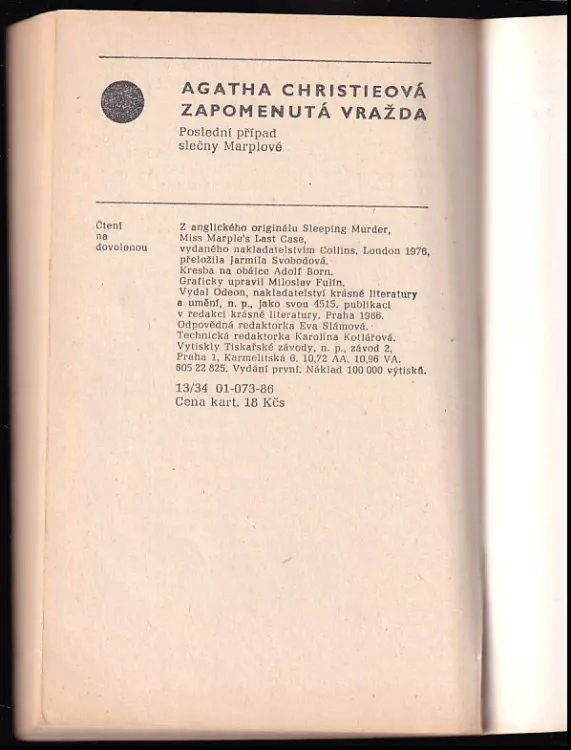 AGATHA CHRISTIEOVÁ
ZAPOMENUTÁ VRAŽDA
Poslední případ
slečny Marplové
Čtení
na
dovolenou
Z anglického originálu Sleeping Murder,
Miss Marple's Last Case,
vydaného nakladatelstvím Collins, London 1976,
přeložila Jarmila Svobodová.
Kresba na obálce Adolf Born.
Graficky upravil Miloslav Fulín.
Vydal Odeon, nakladatelství krásné literatury
a umění, n. p., jako svou 4515. publikaci
v redakci krásné literatury. Praha 1986.
Odpovědná redaktorka Eva Slámová.
Technická redaktorka Karolina Kotlářová.
Vytiskly Tiskařské závody, n. p., závod 2,
Praha 1, Karmelitská 6. 10,72 AA, 10,96 VA.
605 22 825. Vydání první. Náklad 100 000 výtisků.
13/34 01-073-86
Cena kart. 18 Kčs